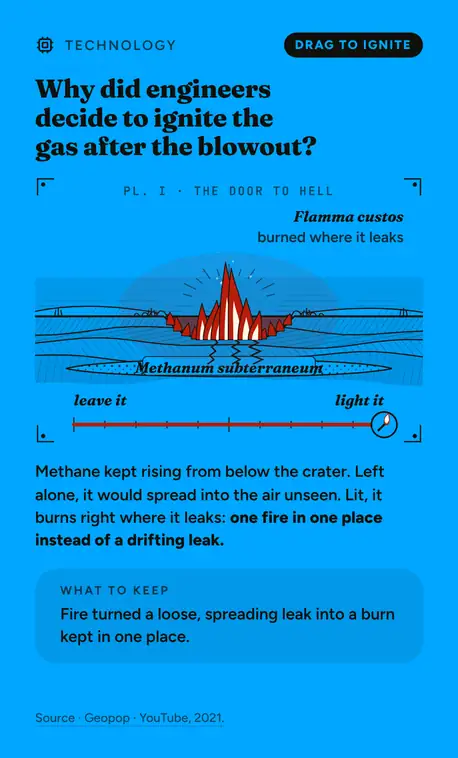 TECHNOLOGY
DRAG TO IGNITE
Why did engineers
decide to ignite the
gas after the blowout?
PL. I · THE DOOR TO HELL
Flamma custos
burned where it leaks
Methanum subterraneum
leave it
light it
Methane kept rising from below the crater. Left
alone, it would spread into the air unseen. Lit, it
burns right where it leaks: one fire in one place
instead of a drifting leak.
WHAT TO KEEP
Fire turned a loose, spreading leak into a burn
kept in one place.
Source · Geopop · YouTube, 2021.